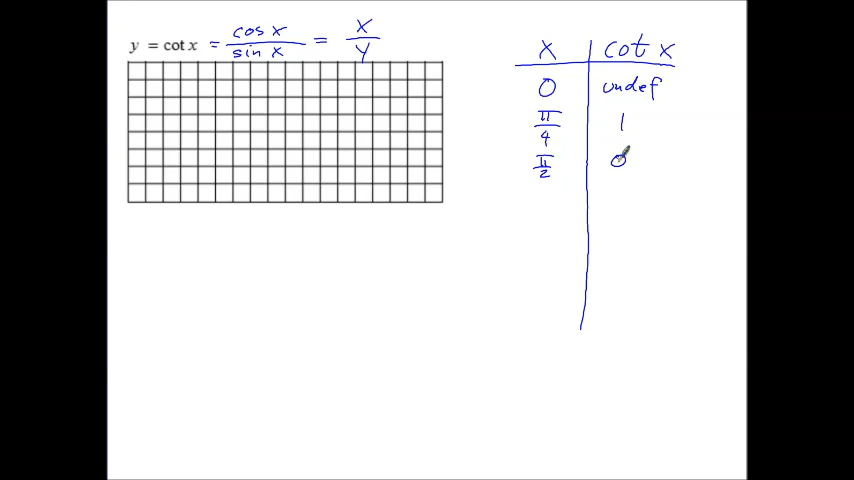 y = cot x = cos x / sin x = x / y
x | cot x
0 | undef
π/4 | 1
π/2 | 0